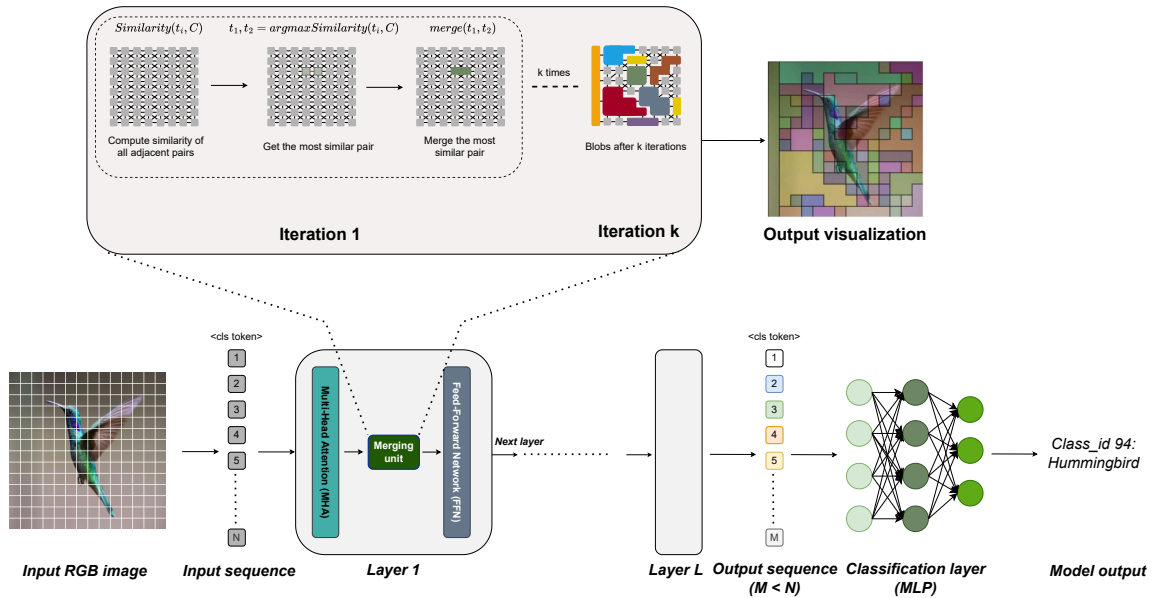 Similarity(t_i, C)
t_1, t_2 = argmaxSimilarity(t_i, C)
merge(t_1, t_2)
k times
Compute similarity of
all adjacent pairs
Get the most similar pair
Merge the most
similar pair
Blobs after k iterations
Iteration 1
Iteration k
Output visualization
<cls token>
1
2
3
4
5
N
Multi-Head Attention (MHA)
Merging
unit
Feed-Forward Network (FFN)
Next layer
<cls token>
1
2
3
4
5
M
Class_id 94:
Hummingbird
Input RGB image
Input sequence
Layer 1
Layer L
Output sequence
(M < N)
Classification layer
(MLP)
Model output